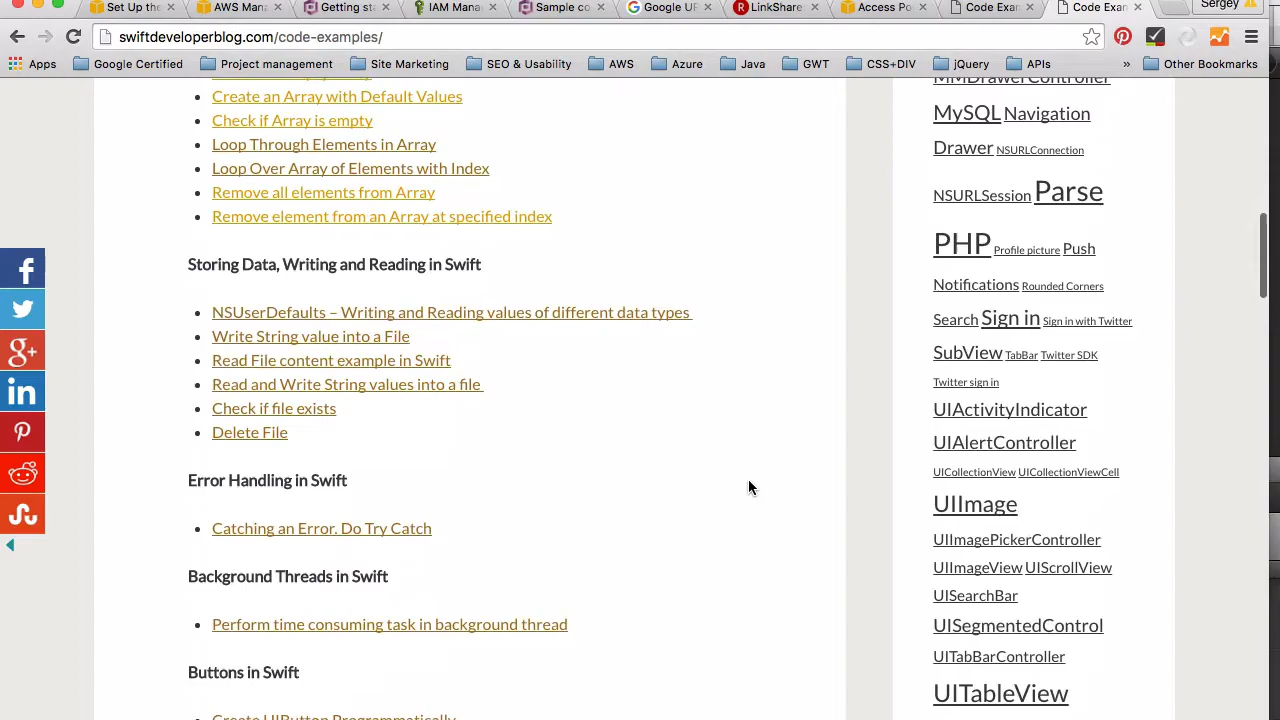 Set Up the
AWS Man
Getting st
IAM Mana
Sample co
Google UR
LinkShare
Access Po
Code Exa
Code Exam
Sergey
swiftdeveloperblog.com/code-examples/
Apps
Google Certified
Project management
Site Marketing
SEO & Usability
AWS
Azure
Java
GWT
CSS+DIV
jQuery
APIs
»
Other Bookmarks
Create an Array with Default Values
Check if Array is empty
Loop Through Elements in Array
Loop Over Array of Elements with Index
Remove all elements from Array
Remove element from an Array at specified index
Storing Data, Writing and Reading in Swift
NSUserDefaults – Writing and Reading values of different data types
Write String value into a File
Read File content example in Swift
Read and Write String values into a file
Check if file exists
Delete File
Error Handling in Swift
Catching an Error. Do Try Catch
Background Threads in Swift
Perform time consuming task in background thread
Buttons in Swift
Create UIButton Programmatically
MMDrawerController
MySQL Navigation
Drawer NSURLConnection
NSURLSession Parse
PHP Profile picture Push
Notifications Rounded Corners
Search Sign in Sign in with Twitter
SubView TabBar Twitter SDK
Twitter sign in
UIActivityIndicator
UIAlertController
UICollectionView UICollectionViewCell
UIImage
UIImagePickerController
UIImageView UIScrollView
UISearchBar
UISegmentedControl
UITabBarController
UITableView